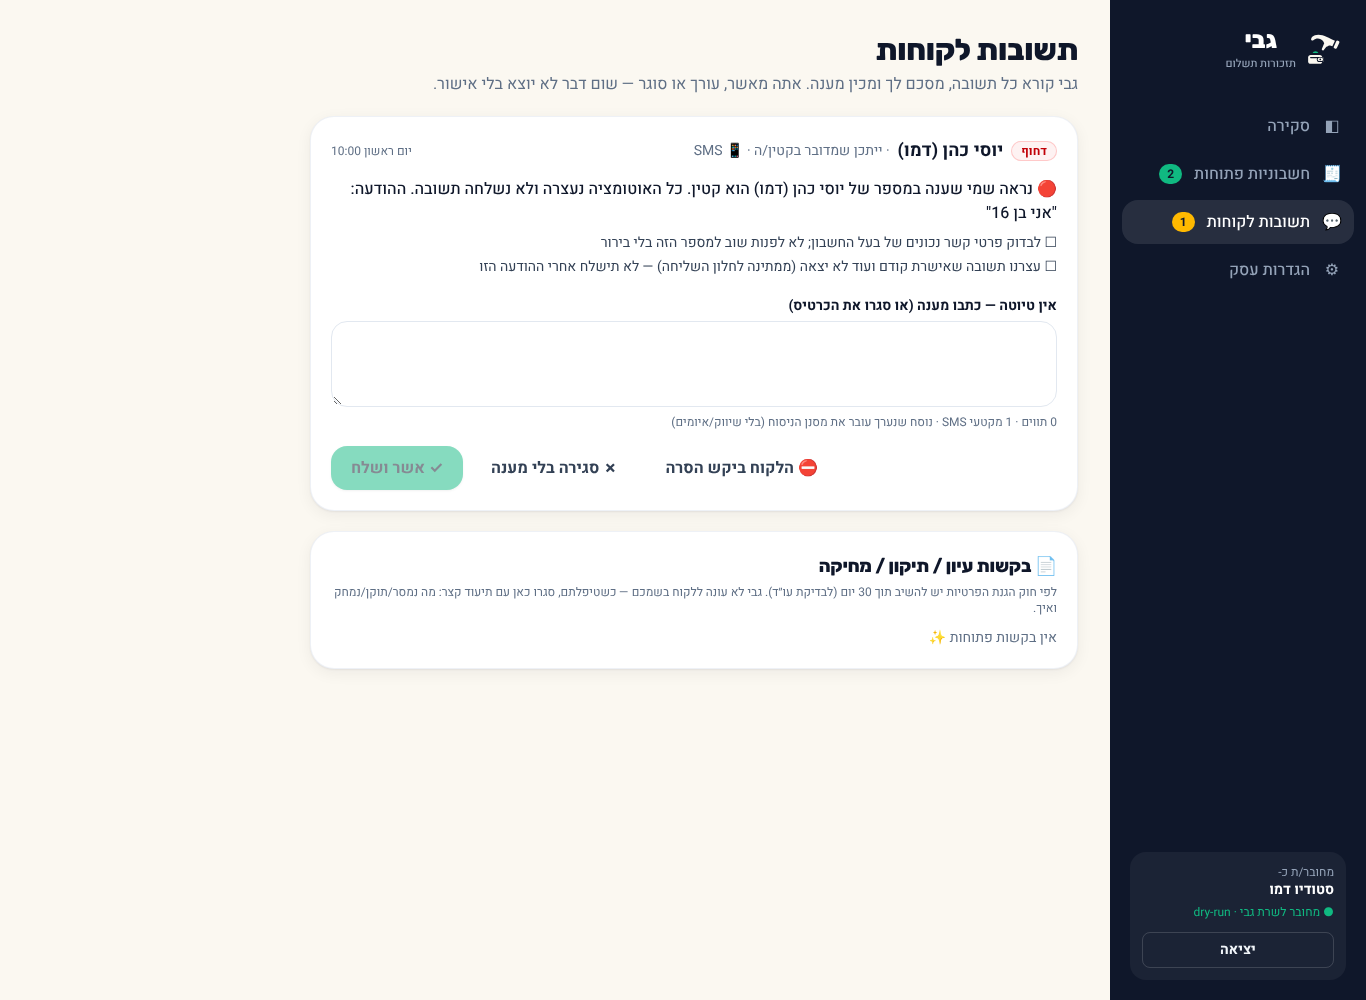 גבי
תזכורות תשלום
סקירה
חשבוניות פתוחות 2
תשובות לקוחות 1
הגדרות עסק
מחובר/ת כ-
סטודיו דמו
מחובר לשרת גבי · dry-run
יציאה
תשובות לקוחות
גבי קורא כל תשובה, מסכם לך ומכין מענה. אתה מאשר, עורך או סוגר — שום דבר לא יוצא בלי אישור.
דחוף יוסי כהן (דמו) · ייתכן שמדובר בקטין/ה · 📱 SMS יום ראשון 10:00
🔴 נראה שמי שענה במספר של יוסי כהן (דמו) הוא קטין. כל האוטומציה נעצרה ולא נשלחה תשובה. ההודעה:
"אני בן 16"
☐ לבדוק פרטי קשר נכונים של בעל החשבון; לא לפנות שוב למספר הזה בלי בירור
☐ עצרנו תשובה שאישרת קודם ועוד לא יצאה (ממתינה לחלון השליחה) — לא תישלח אחרי ההודעה הזו
אין טיוטה — כתבו מענה (או סגרו את הכרטיס)
0 תווים · 1 מקטעי SMS · נוסח שנערך עובר את מסנן הניסוח (בלי שיווק/איומים)
⛔ הלקוח ביקש הסרה
× סגירה בלי מענה
✓ אשר ושלח
📄 בקשות עיון / תיקון / מחיקה
לפי חוק הגנת הפרטיות יש להשיב תוך 30 יום (לבדיקת עו״ד). גבי לא עונה ללקוח בשמכם — כשטיפלתם, סגרו כאן עם תיעוד קצר: מה נמסר/תוקן/נמחק
ואיך.
אין בקשות פתוחות ✨